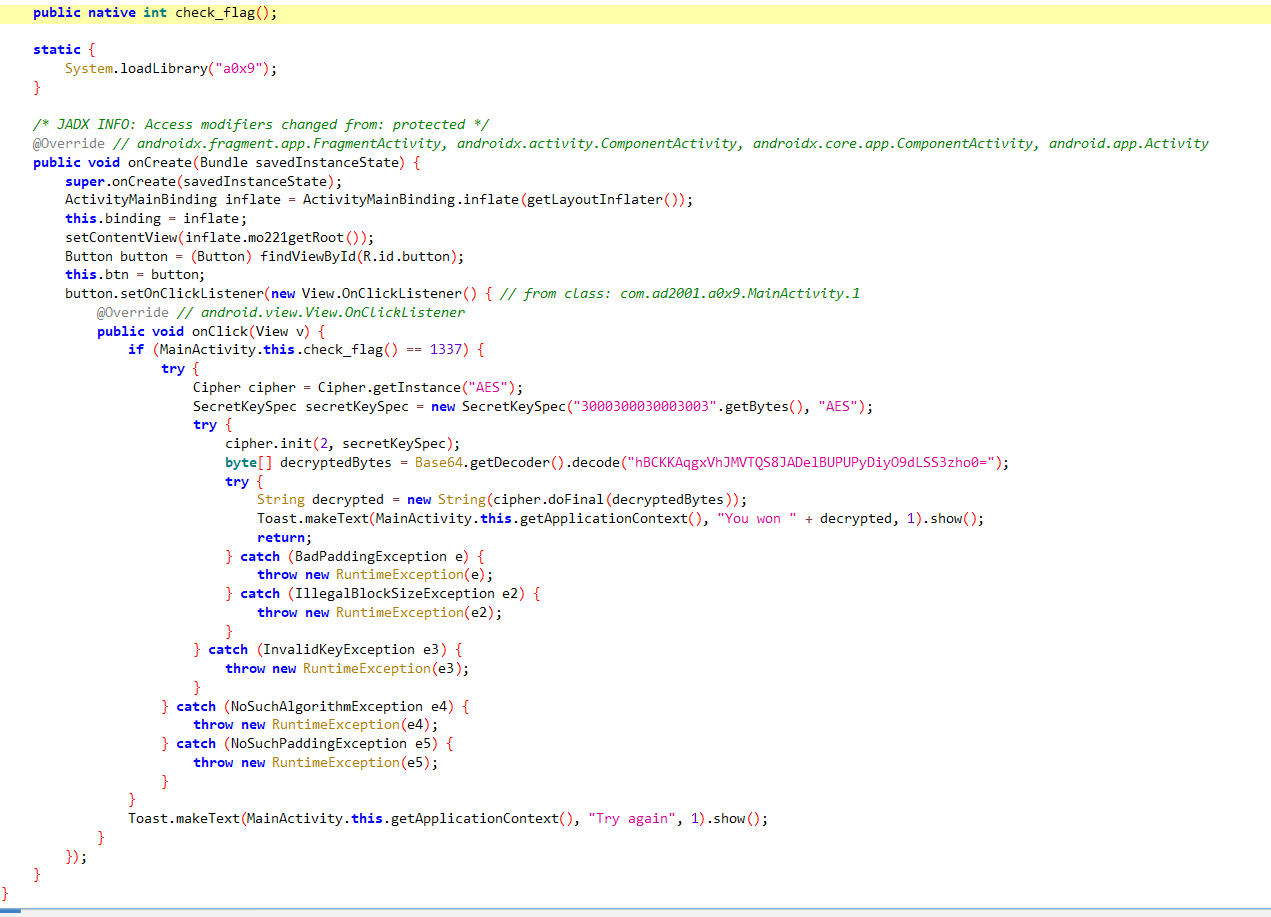 public native int check_flag();
static {
System.loadLibrary("a0x9");
}
/* JADX INFO: Access modifiers changed from: protected */
@Override // androidx.fragment.app.FragmentActivity, androidx.activity.ComponentActivity, androidx.core.app.ComponentActivity, android.app.Activity
public void onCreate(Bundle savedInstanceState) {
super.onCreate(savedInstanceState);
ActivityMainBinding inflate = ActivityMainBinding.inflate(getLayoutInflater());
this.binding = inflate;
setContentView(inflate.mo221getRoot());
Button button = (Button) findViewById(R.id.button);
this.btn = button;
button.setOnClickListener(new View.OnClickListener() { // from class: com.ad2001.a0x9.MainActivity.1
@Override // android.view.View.OnClickListener
public void onClick(View v) {
if (MainActivity.this.check_flag() == 1337) {
try {
Cipher cipher = Cipher.getInstance("AES");
SecretKeySpec secretKeySpec = new SecretKeySpec("3000300030003003".getBytes(), "AES");
try {
cipher.init(2, secretKeySpec);
byte[] decryptedBytes = Base64.getDecoder().decode("hBCKKAqgxVhJMVTQS8JADelBUPUPyDiyO9dLSS3zho0=");
try {
String decrypted = new String(cipher.doFinal(decryptedBytes));
Toast.makeText(MainActivity.this.getApplicationContext(), "You won " + decrypted, 1).show();
return;
} catch (BadPaddingException e) {
throw new RuntimeException(e);
} catch (IllegalBlockSizeException e2) {
throw new RuntimeException(e2);
}
} catch (InvalidKeyException e3) {
throw new RuntimeException(e3);
}
} catch (NoSuchAlgorithmException e4) {
throw new RuntimeException(e4);
} catch (NoSuchPaddingException e5) {
throw new RuntimeException(e5);
}
}
Toast.makeText(MainActivity.this.getApplicationContext(), "Try again", 1).show();
}
});
}
}